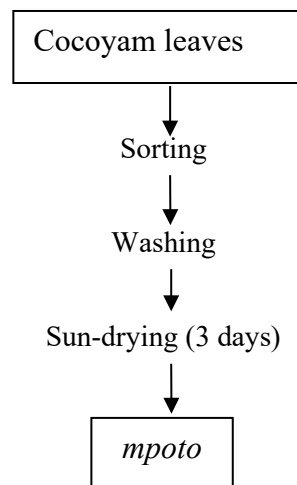 Cocoyam leaves
Sorting
Washing
Sun-drying (3 days)
mpoto